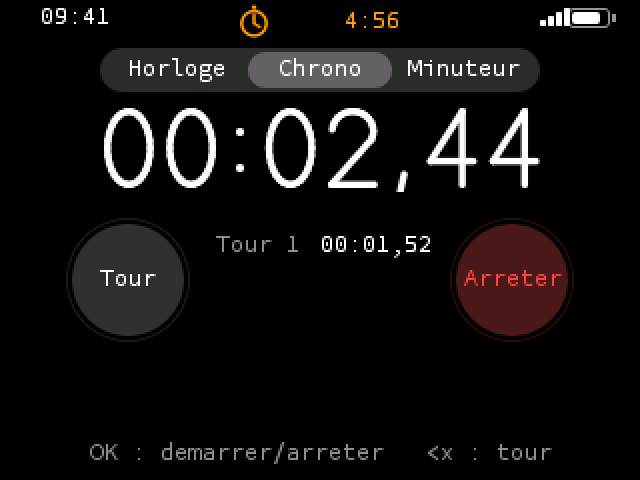 09:41 4:56
Horloge Chrono Minuteur
00:02,44
Tour 1 00:01,52
Tour Arreter
OK : demarrer/arreter <x : tour